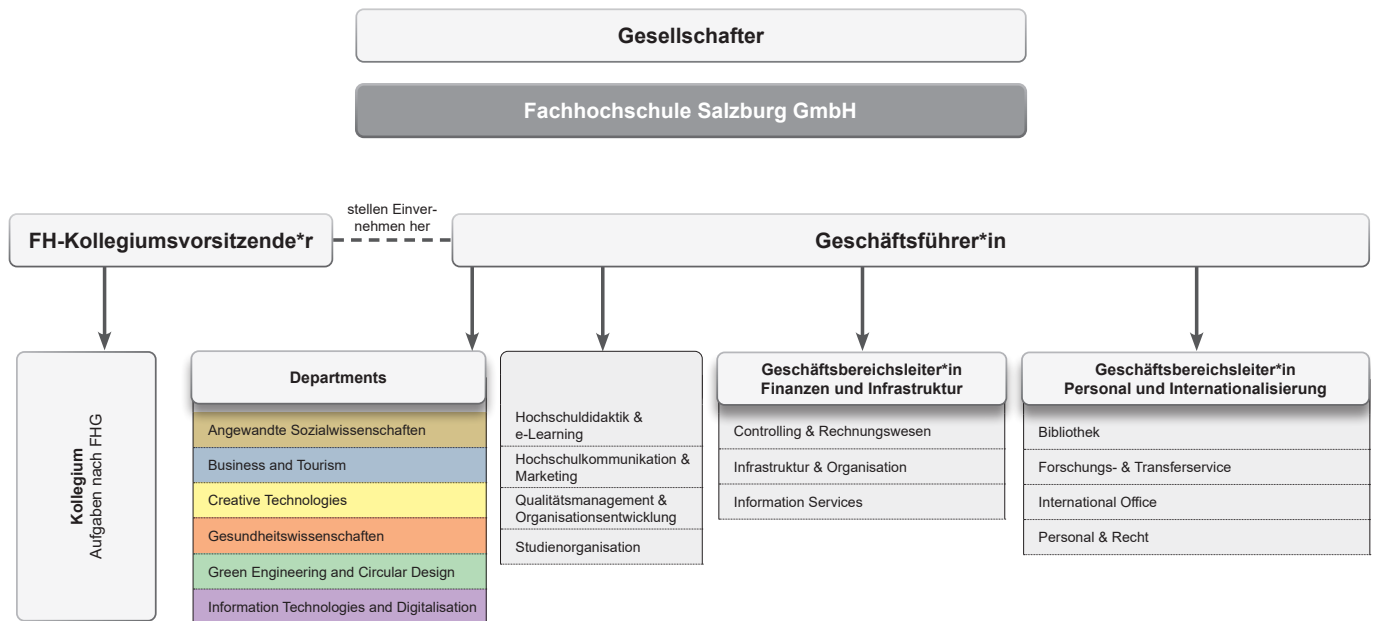 Gesellschafter
Fachhochschule Salzburg GmbH
stellen Einver-
nehmen her
FH-Kollegiumsvorsitzende*r
Geschäftsführer*in
Kollegium
Aufgaben nach FHG
Departments
Angewandte Sozialwissenschaften
Business and Tourism
Creative Technologies
Gesundheitswissenschaften
Green Engineering and Circular Design
Information Technologies and Digitalisation
Hochschuldidaktik &
e-Learning
Hochschulkommunikation &
Marketing
Qualitätsmanagement &
Organisationsentwicklung
Studienorganisation
Geschäftsbereichsleiter*in
Finanzen und Infrastruktur
Controlling & Rechnungswesen
Infrastruktur & Organisation
Information Services
Geschäftsbereichsleiter*in
Personal und Internationalisierung
Bibliothek
Forschungs- & Transferservice
International Office
Personal & Recht